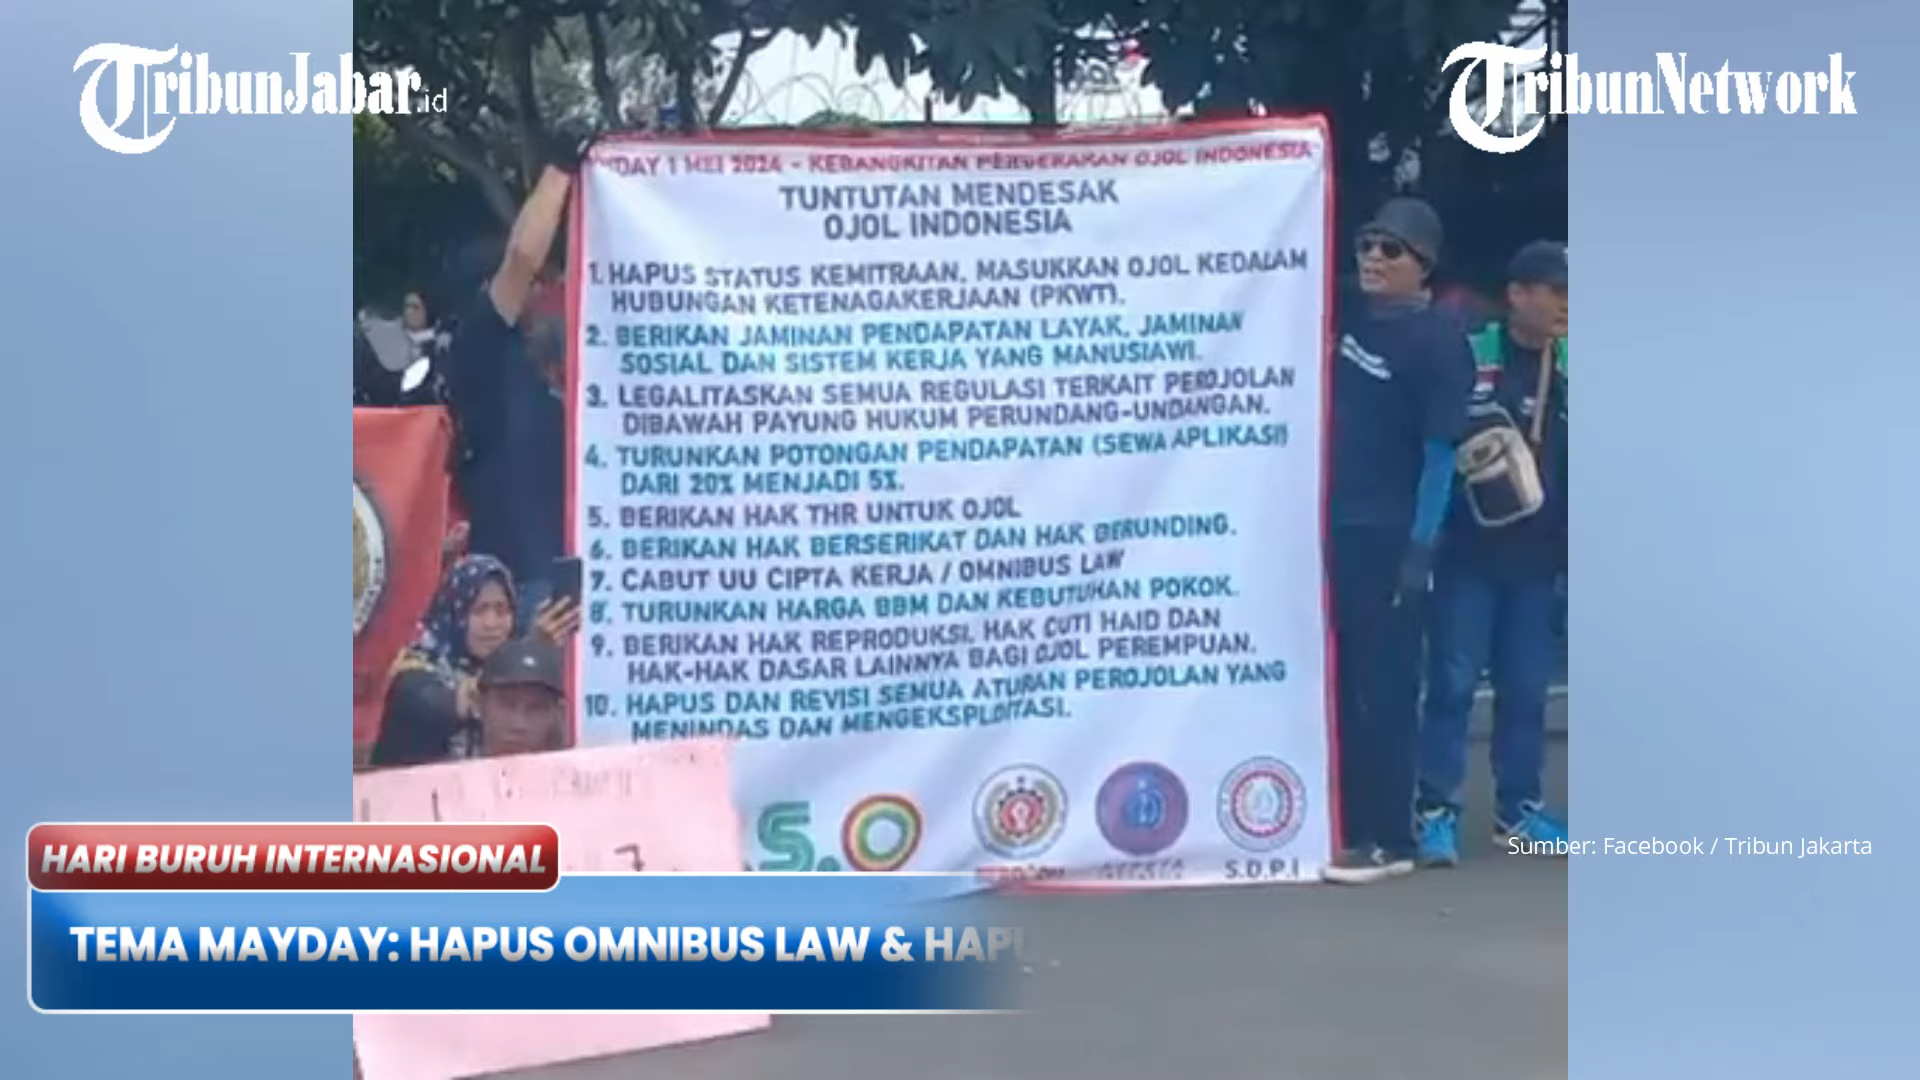 TribunJabar.id
TribunNetwork
MAYDAY 1 MEI 2024 - KEBANGKITAN PERGERAKAN OJOL INDONESIA
TUNTUTAN MENDESAK
OJOL INDONESIA
1. HAPUS STATUS KEMITRAAN. MASUKKAN OJOL KEDALAM
HUBUNGAN KETENAGAKERJAAN (PKWT).
2. BERIKAN JAMINAN PENDAPATAN LAYAK, JAMINAN
SOSIAL DAN SISTEM KERJA YANG MANUSIAWI.
3. LEGALITASKAN SEMUA REGULASI TERKAIT PEROJOLAN
DIBAWAH PAYUNG HUKUM PERUNDANG-UNDANGAN.
4. TURUNKAN POTONGAN PENDAPATAN (SEWA APLIKASI)
DARI 20% MENJADI 5%.
5. BERIKAN HAK THR UNTUK OJOL
6. BERIKAN HAK BERSERIKAT DAN HAK BERUNDING.
7. CABUT UU CIPTA KERJA / OMNIBUS LAW
8. TURUNKAN HARGA BBM DAN KEBUTUHAN POKOK.
9. BERIKAN HAK REPRODUKSI, HAK CUTI HAID DAN
HAK-HAK DASAR LAINNYA BAGI OJOL PEREMPUAN.
10. HAPUS DAN REVISI SEMUA ATURAN PEROJOLAN YANG
MENINDAS DAN MENGEKSPLOITASI.
S.O
S.D.P.I
Sumber: Facebook / Tribun Jakarta
HARI BURUH INTERNASIONAL
TEMA MAYDAY: HAPUS OMNIBUS LAW & HAPU